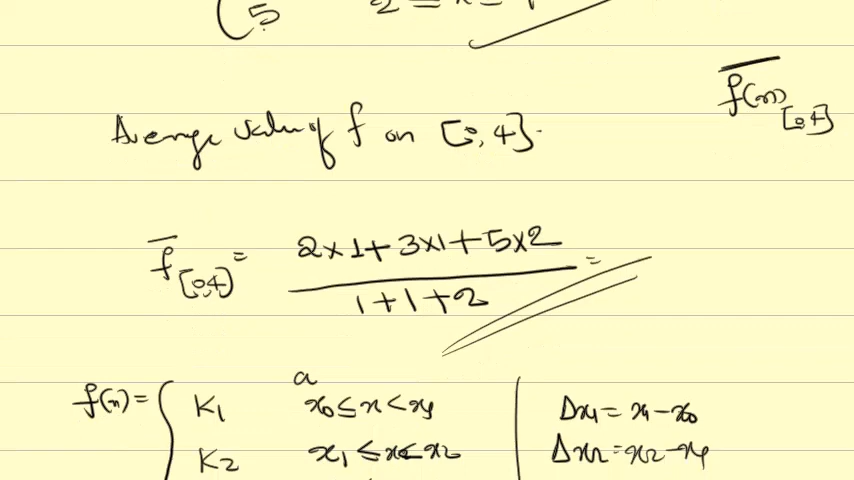 5
Average value of f on [0, 4].
f(x) [0,4]
f̄ [0,4] = 2×1+3×1+5×2 / 1+1+2 =
a
f(x) = { K1 x0 ≤ x < x1 | Δx1 = x1 - x0
K2 x1 ≤ x < x2 | Δx2 = x2 - x1